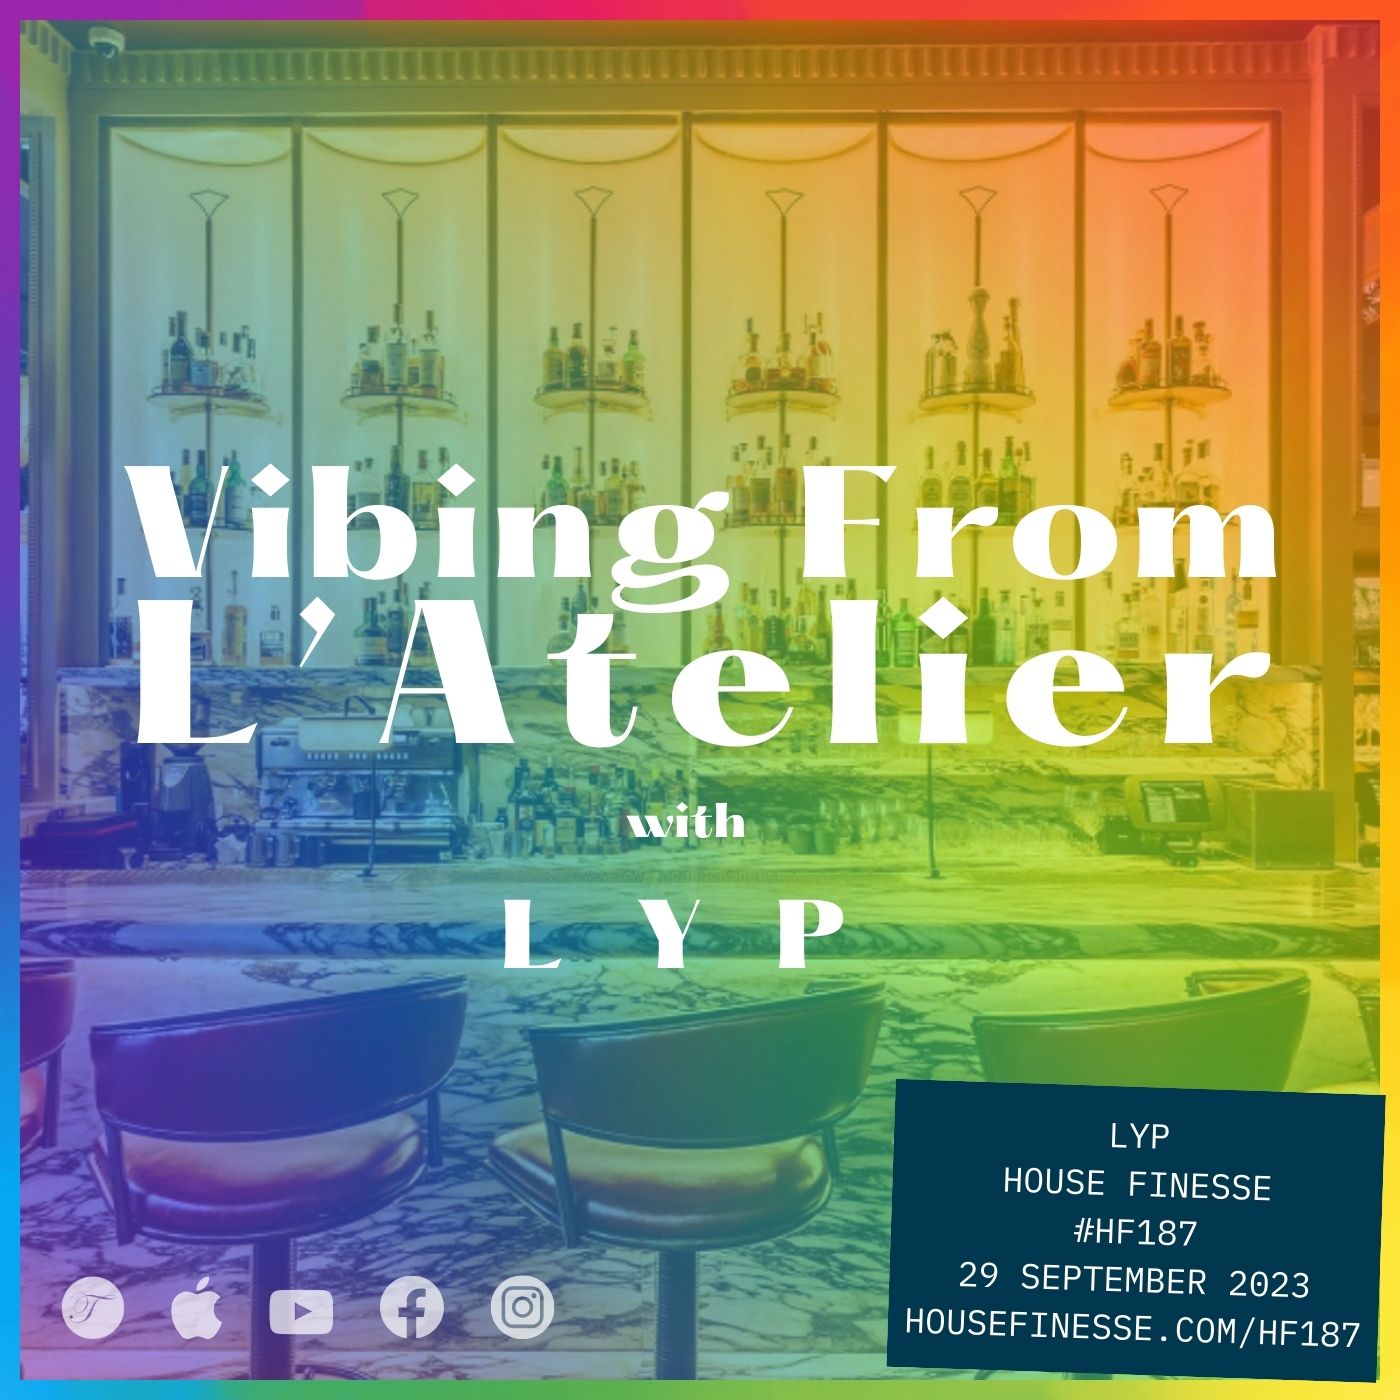 Vibing From
L'Atelier
with
LYP
LYP
HOUSE FINESSE
#HF187
29 SEPTEMBER 2023
HOUSEFINESSE.COM/HF187